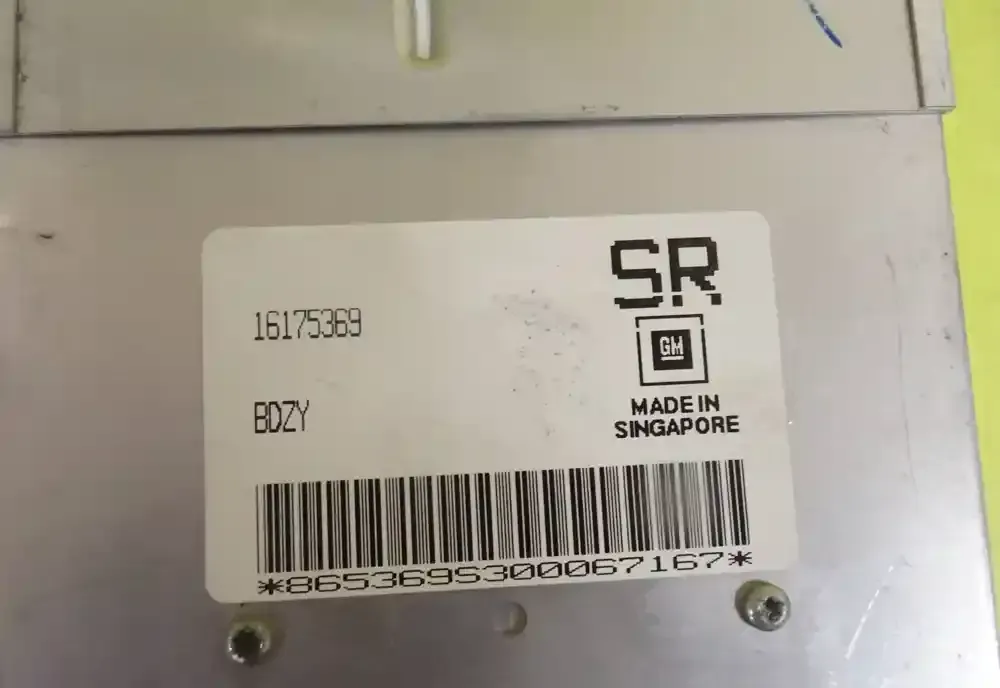 SR
16175369
GM
BDZY
MADE IN
SINGAPORE
*865369S300067167*